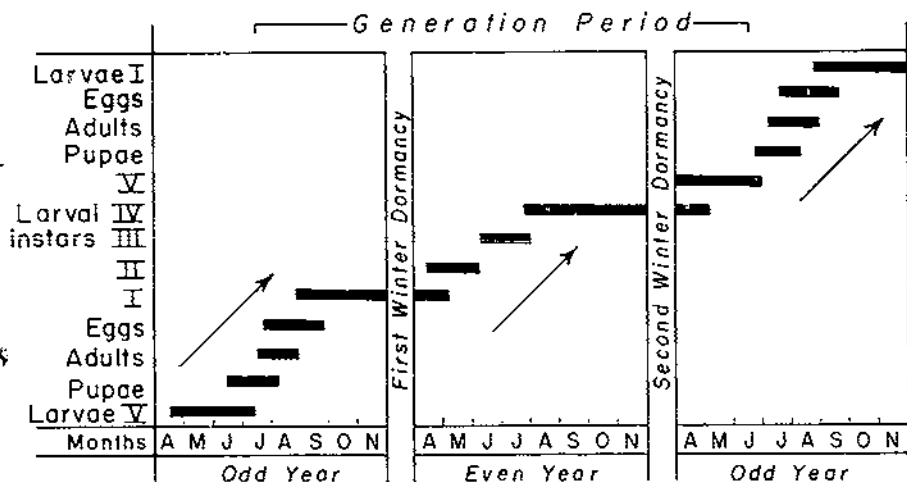 Generation Period
Larvae I
Eggs
Adults
Pupae
V
Larval IV
instars III
II
I
Eggs
Adults
Pupae
Larvae V
First Winter Dormancy
Second Winter Dormancy
Months A M J J A S O N A M J J A S O N A M J J A S O N
Odd Year Even Year Odd Year